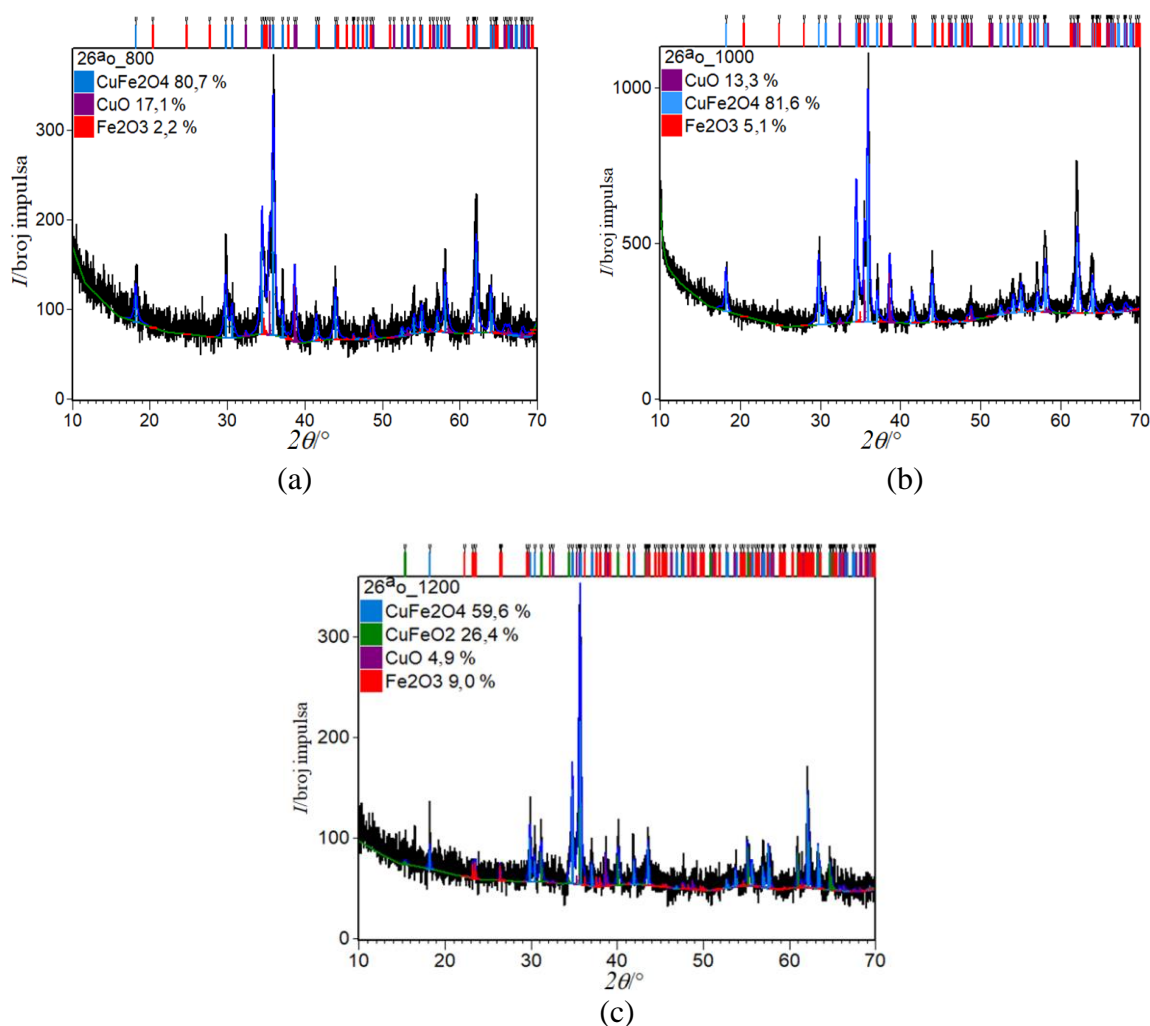 26ao_800
CuFe2O4 80,7 %
CuO 17,1 %
Fe2O3 2,2 %
I/broj impulsa
300
200
100
0
10 20 30 40 50 60 70
2θ/°
(a)
26ao_1000
CuO 13,3 %
CuFe2O4 81,6 %
Fe2O3 5,1 %
I/broj impulsa
1000
500
0
10 20 30 40 50 60 70
2θ/°
(b)
26ao_1200
CuFe2O4 59,6 %
CuFeO2 26,4 %
CuO 4,9 %
Fe2O3 9,0 %
I/broj impulsa
300
200
100
0
10 20 30 40 50 60 70
2θ/°
(c)